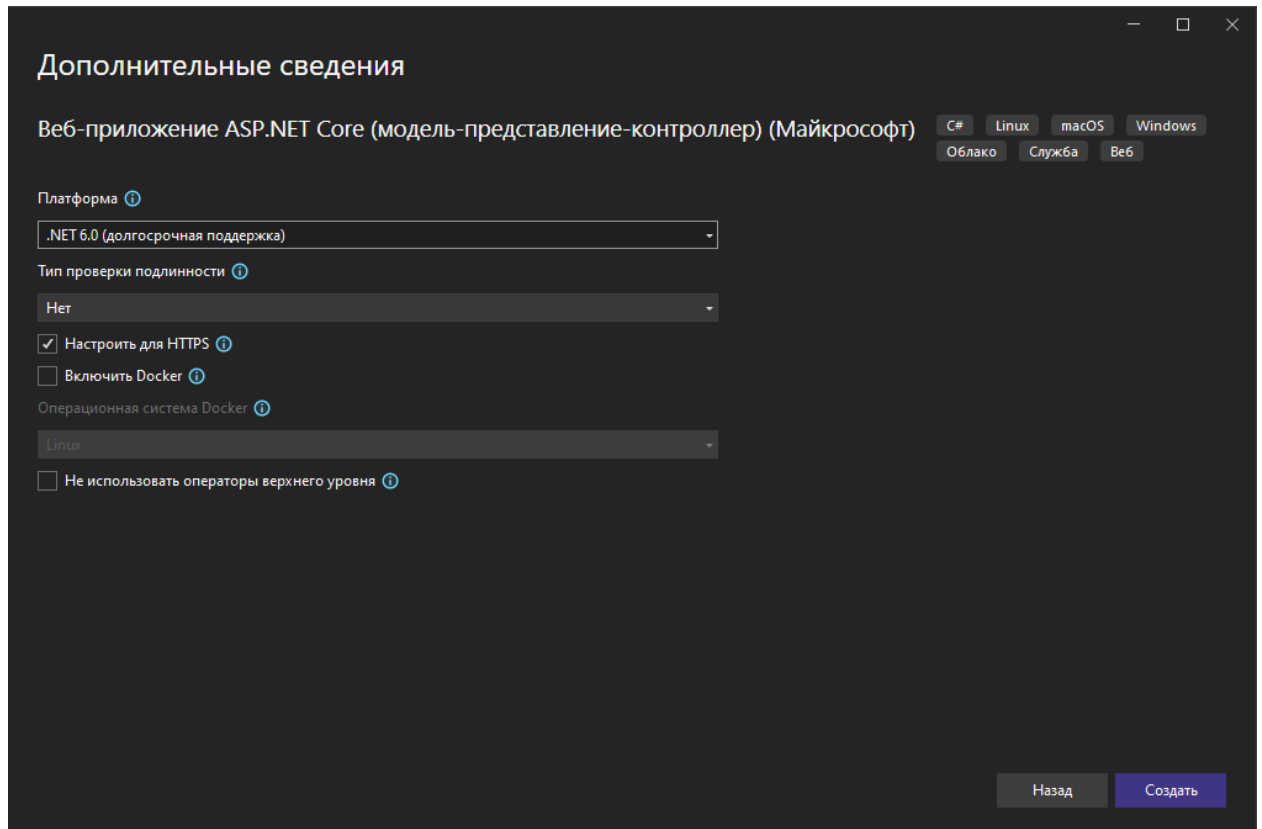 Дополнительные сведения
Веб-приложение ASP.NET Core (модель-представление-контроллер) (Майкрософт)
C# Linux macOS Windows
Облако Служба Веб
Платформа
.NET 6.0 (долгосрочная поддержка)
Тип проверки подлинности
Нет
Настроить для HTTPS
Включить Docker
Операционная система Docker
Linux
Не использовать операторы верхнего уровня
Назад Создать